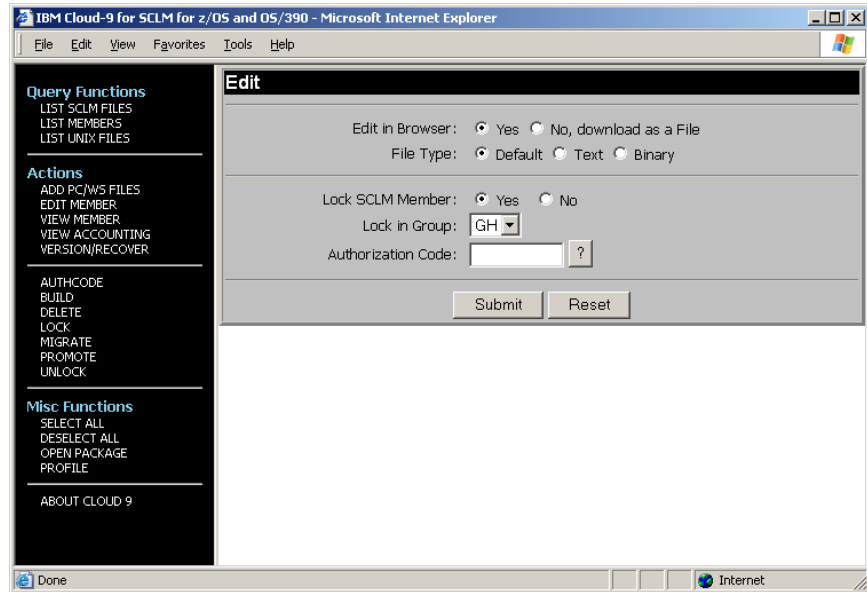 IBM Cloud-9 for SCLM for z/OS and OS/390 - Microsoft Internet Explorer
File Edit View Favorites Tools Help
Query Functions
LIST SCLM FILES
LIST MEMBERS
LIST UNIX FILES
Actions
ADD PC/WS FILES
EDIT MEMBER
VIEW MEMBER
VIEW ACCOUNTING
VERSION/RECOVER
AUTHCODE
BUILD
DELETE
LOCK
MIGRATE
PROMOTE
UNLOCK
Misc Functions
SELECT ALL
DESELECT ALL
OPEN PACKAGE
PROFILE
ABOUT CLOUD 9
Edit
Edit in Browser: Yes No, download as a File
File Type: Default Text Binary
Lock SCLM Member: Yes No
Lock in Group: GH
Authorization Code: ?
Submit Reset
Done Internet